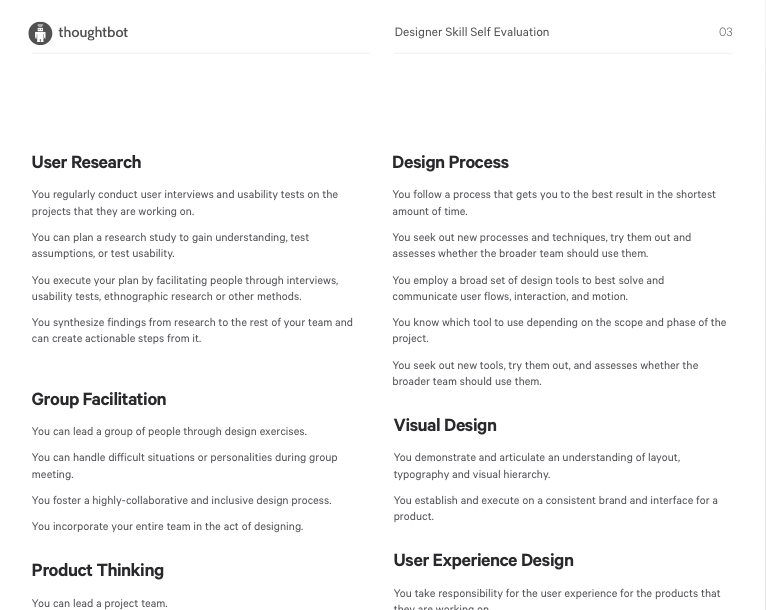 thoughtbot
Designer Skill Self Evaluation
03
User Research
You regularly conduct user interviews and usability tests on the
projects that they are working on.
You can plan a research study to gain understanding, test
assumptions, or test usability.
You execute your plan by facilitating people through interviews,
usability tests, ethnographic research or other methods.
You synthesize findings from research to the rest of your team and
can create actionable steps from it.
Group Facilitation
You can lead a group of people through design exercises.
You can handle difficult situations or personalities during group
meeting.
You foster a highly-collaborative and inclusive design process.
You incorporate your entire team in the act of designing.
Product Thinking
You can lead a project team.
Design Process
You follow a process that gets you to the best result in the shortest
amount of time.
You seek out new processes and techniques, try them out and
assesses whether the broader team should use them.
You employ a broad set of design tools to best solve and
communicate user flows, interaction, and motion.
You know which tool to use depending on the scope and phase of the
project.
You seek out new tools, try them out, and assesses whether the
broader team should use them.
Visual Design
You demonstrate and articulate an understanding of layout,
typography and visual hierarchy.
You establish and execute on a consistent brand and interface for a
product.
User Experience Design
You take responsibility for the user experience for the products that
they are working on.